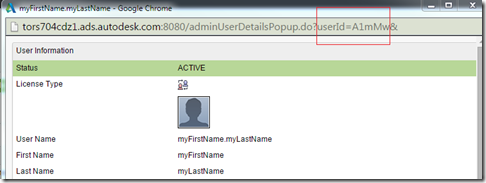 myFirstName.myLastName - Google Chrome
tors704cdz1.ads.autodesk.com:8080/adminUserDetailsPopup.do?userId=A1mMw&
User Information
Status ACTIVE
License Type
User Name myFirstName.myLastName
First Name myFirstName
Last Name myLastName